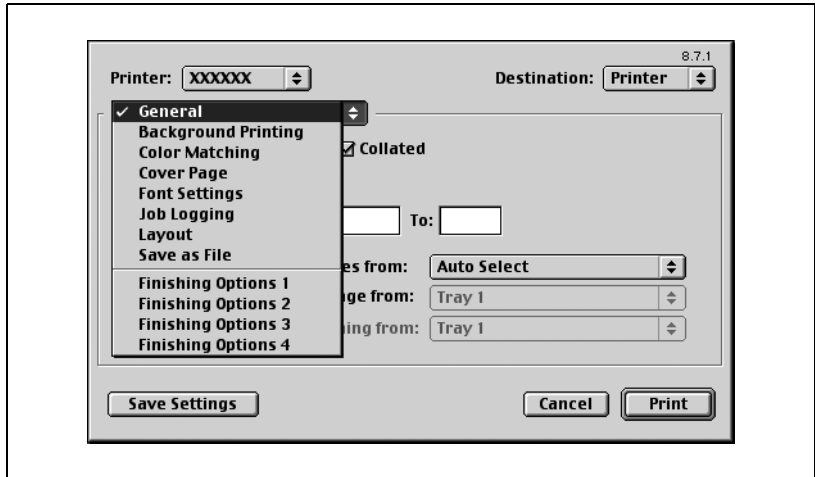 8.7.1
Printer: XXXXXX Destination: Printer
✓ General
Background Printing
Color Matching
Collated
Cover Page
Font Settings
Job Logging
To:
Layout
Save as File
es from: Auto Select
Finishing Options 1
ge from: Tray 1
Finishing Options 2
Finishing Options 3
ing from: Tray 1
Finishing Options 4
Save Settings Cancel Print